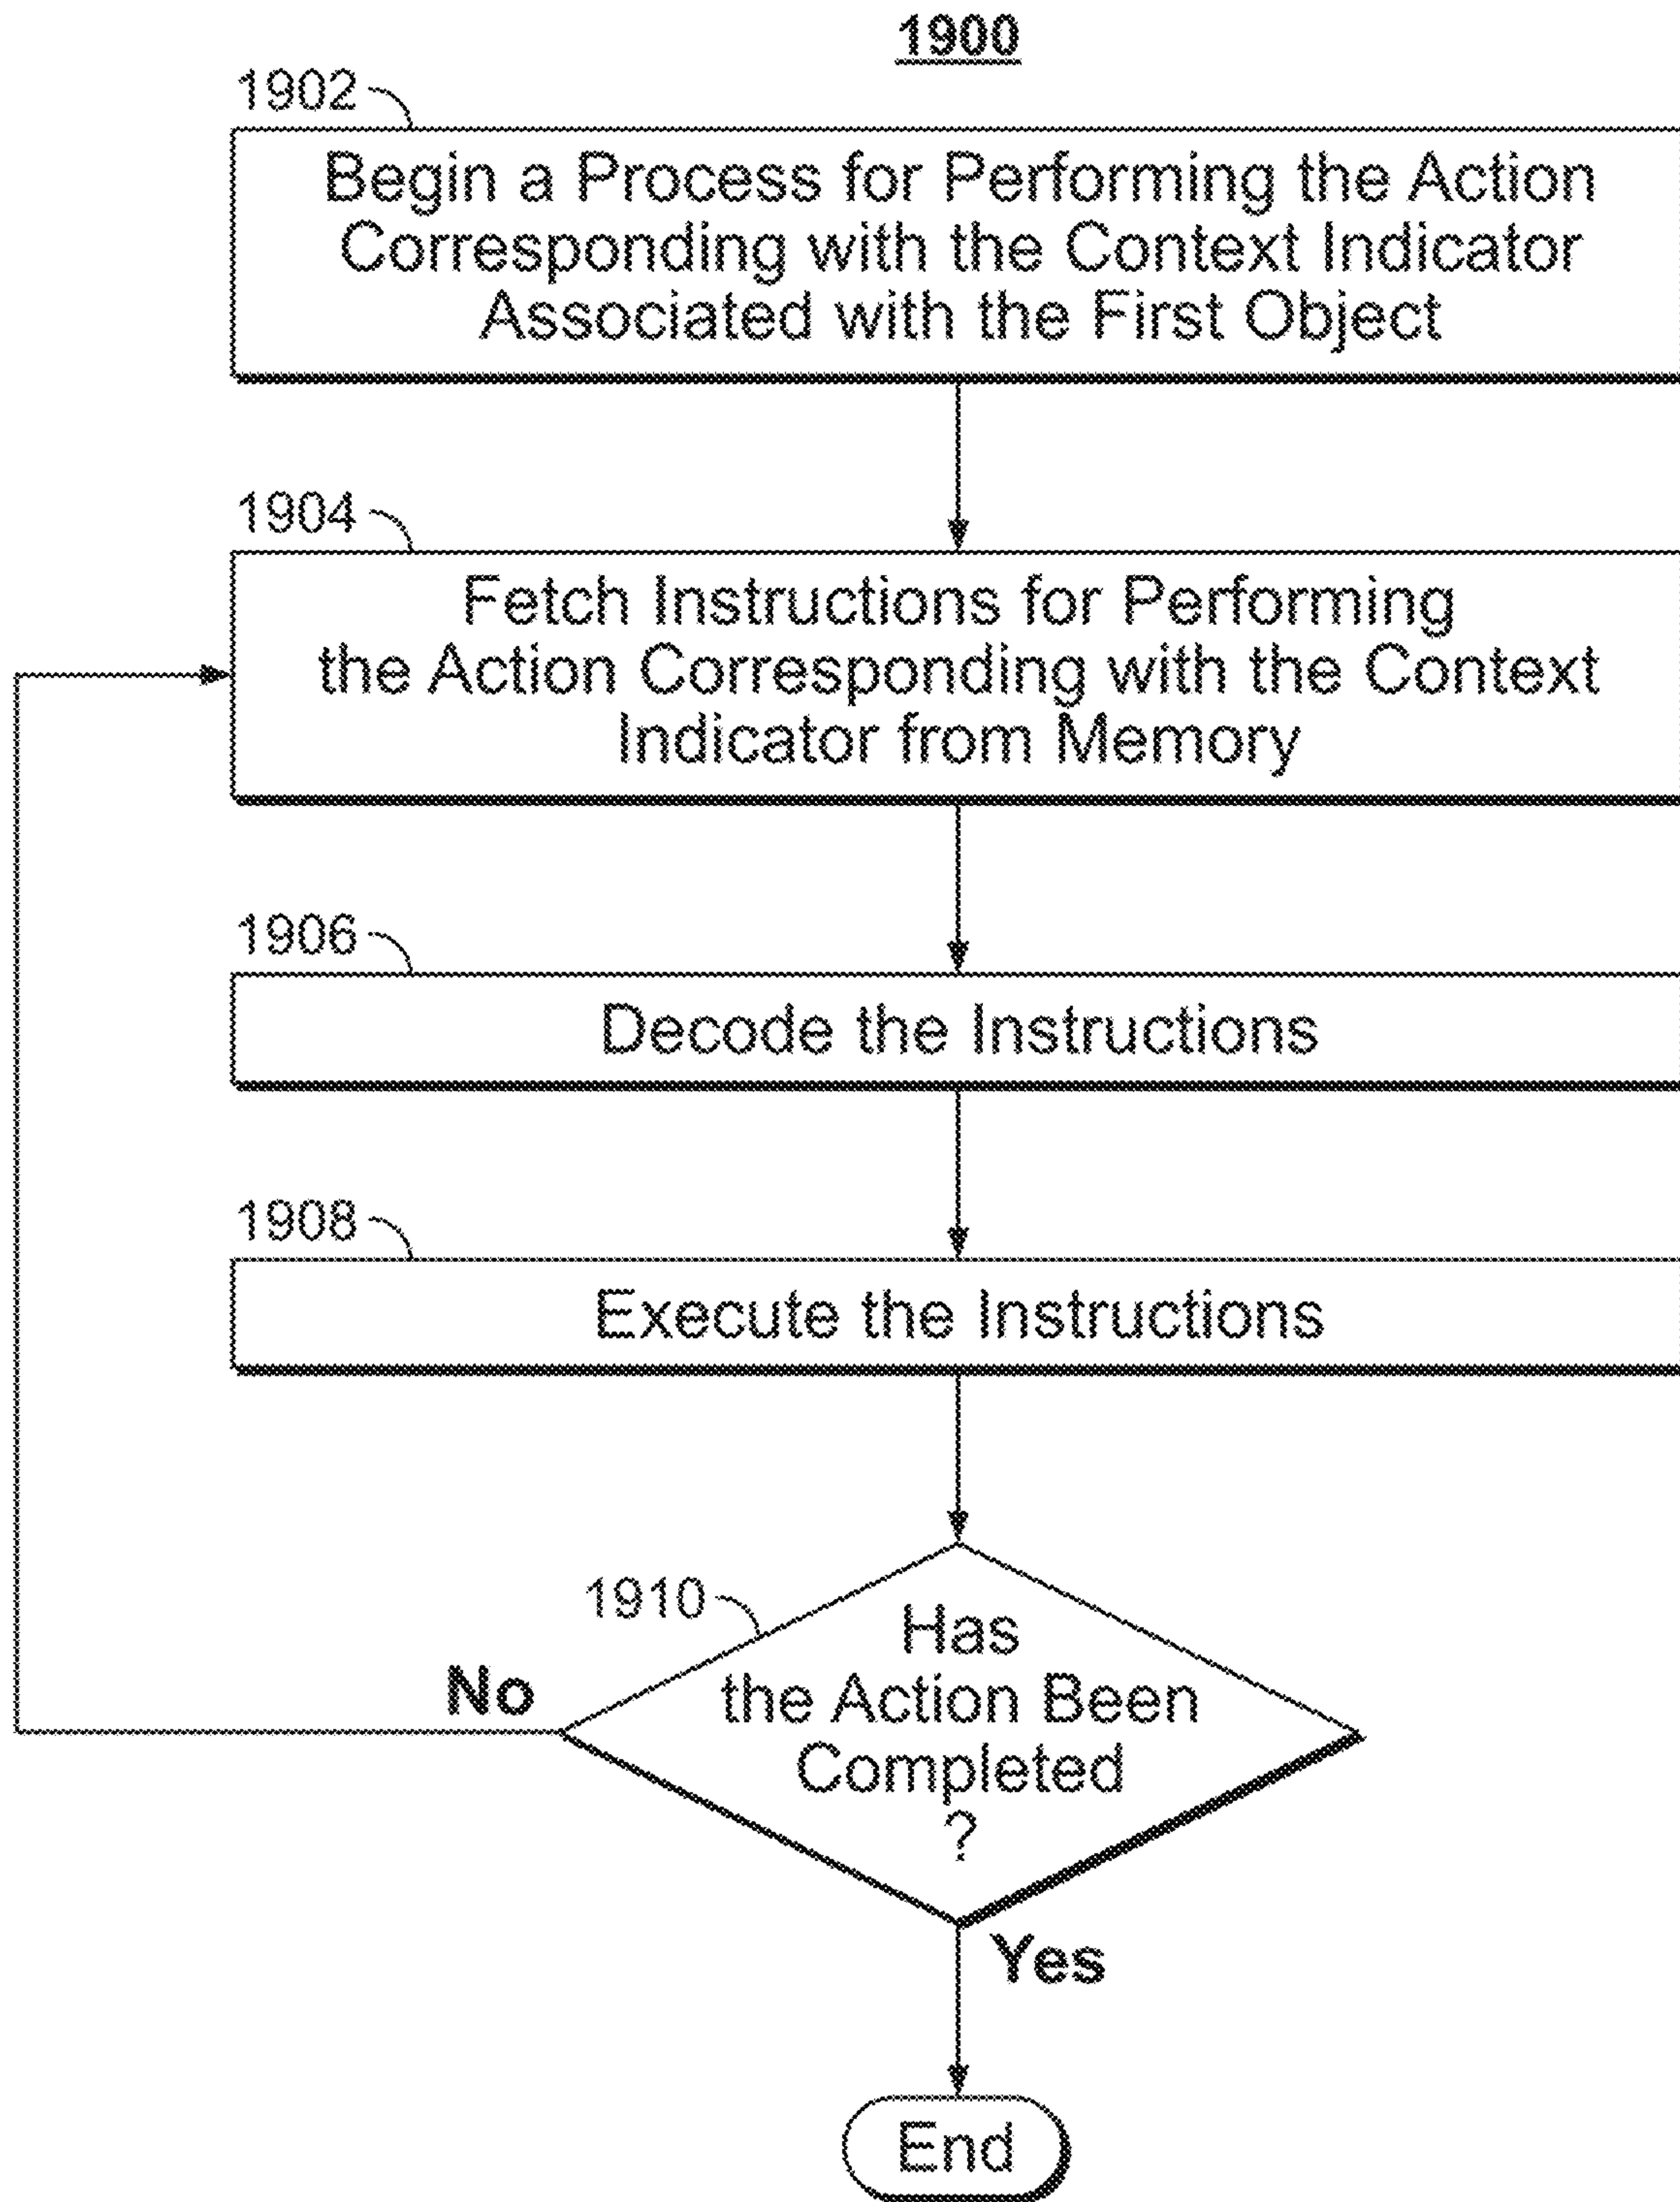 1900
1902
Begin a Process for Performing the Action
Corresponding with the Context Indicator
Associated with the First Object
1904
Fetch Instructions for Performing
the Action Corresponding with the Context
Indicator from Memory
1906
Decode the Instructions
1908
Execute the Instructions
1910
Has
the Action Been
Completed
?
No
Yes
End